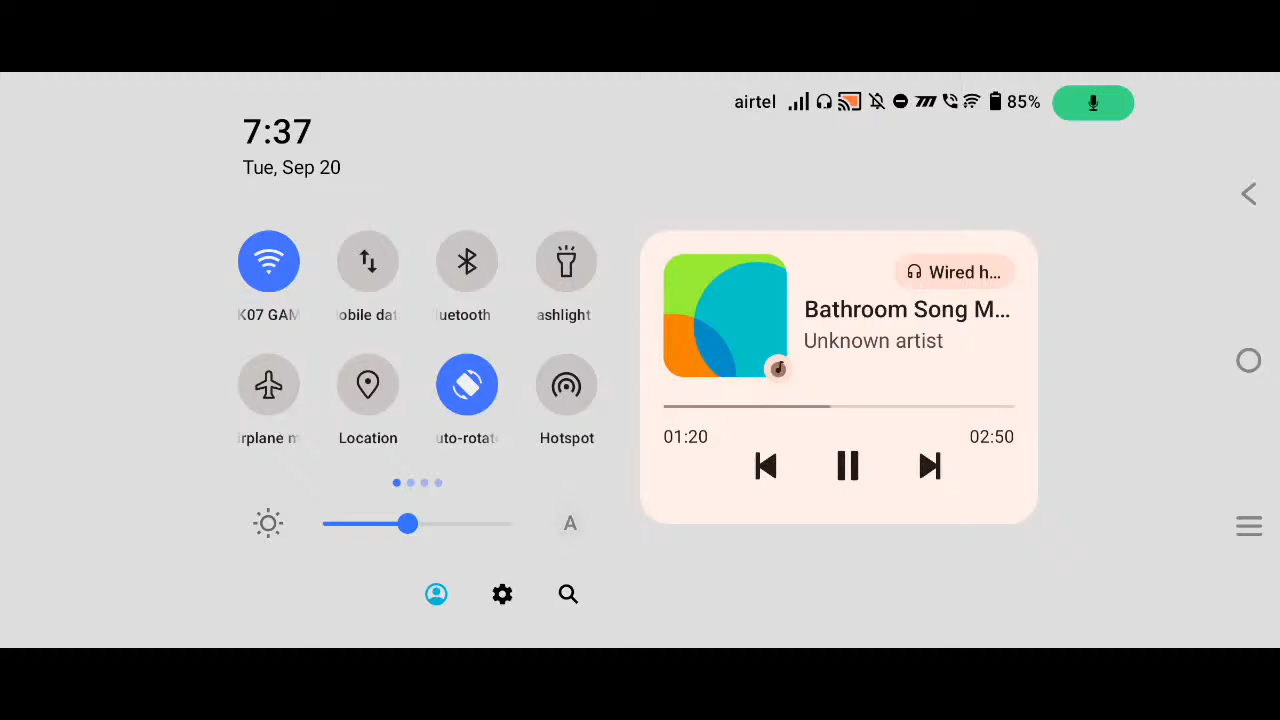 airtel 85%
7:37
Tue, Sep 20
K07 GAM
obile dat
luetooth
ashlight
irplane m
Location
uto-rotat
Hotspot
A
Wired h...
Bathroom Song M...
Unknown artist
01:20 02:50